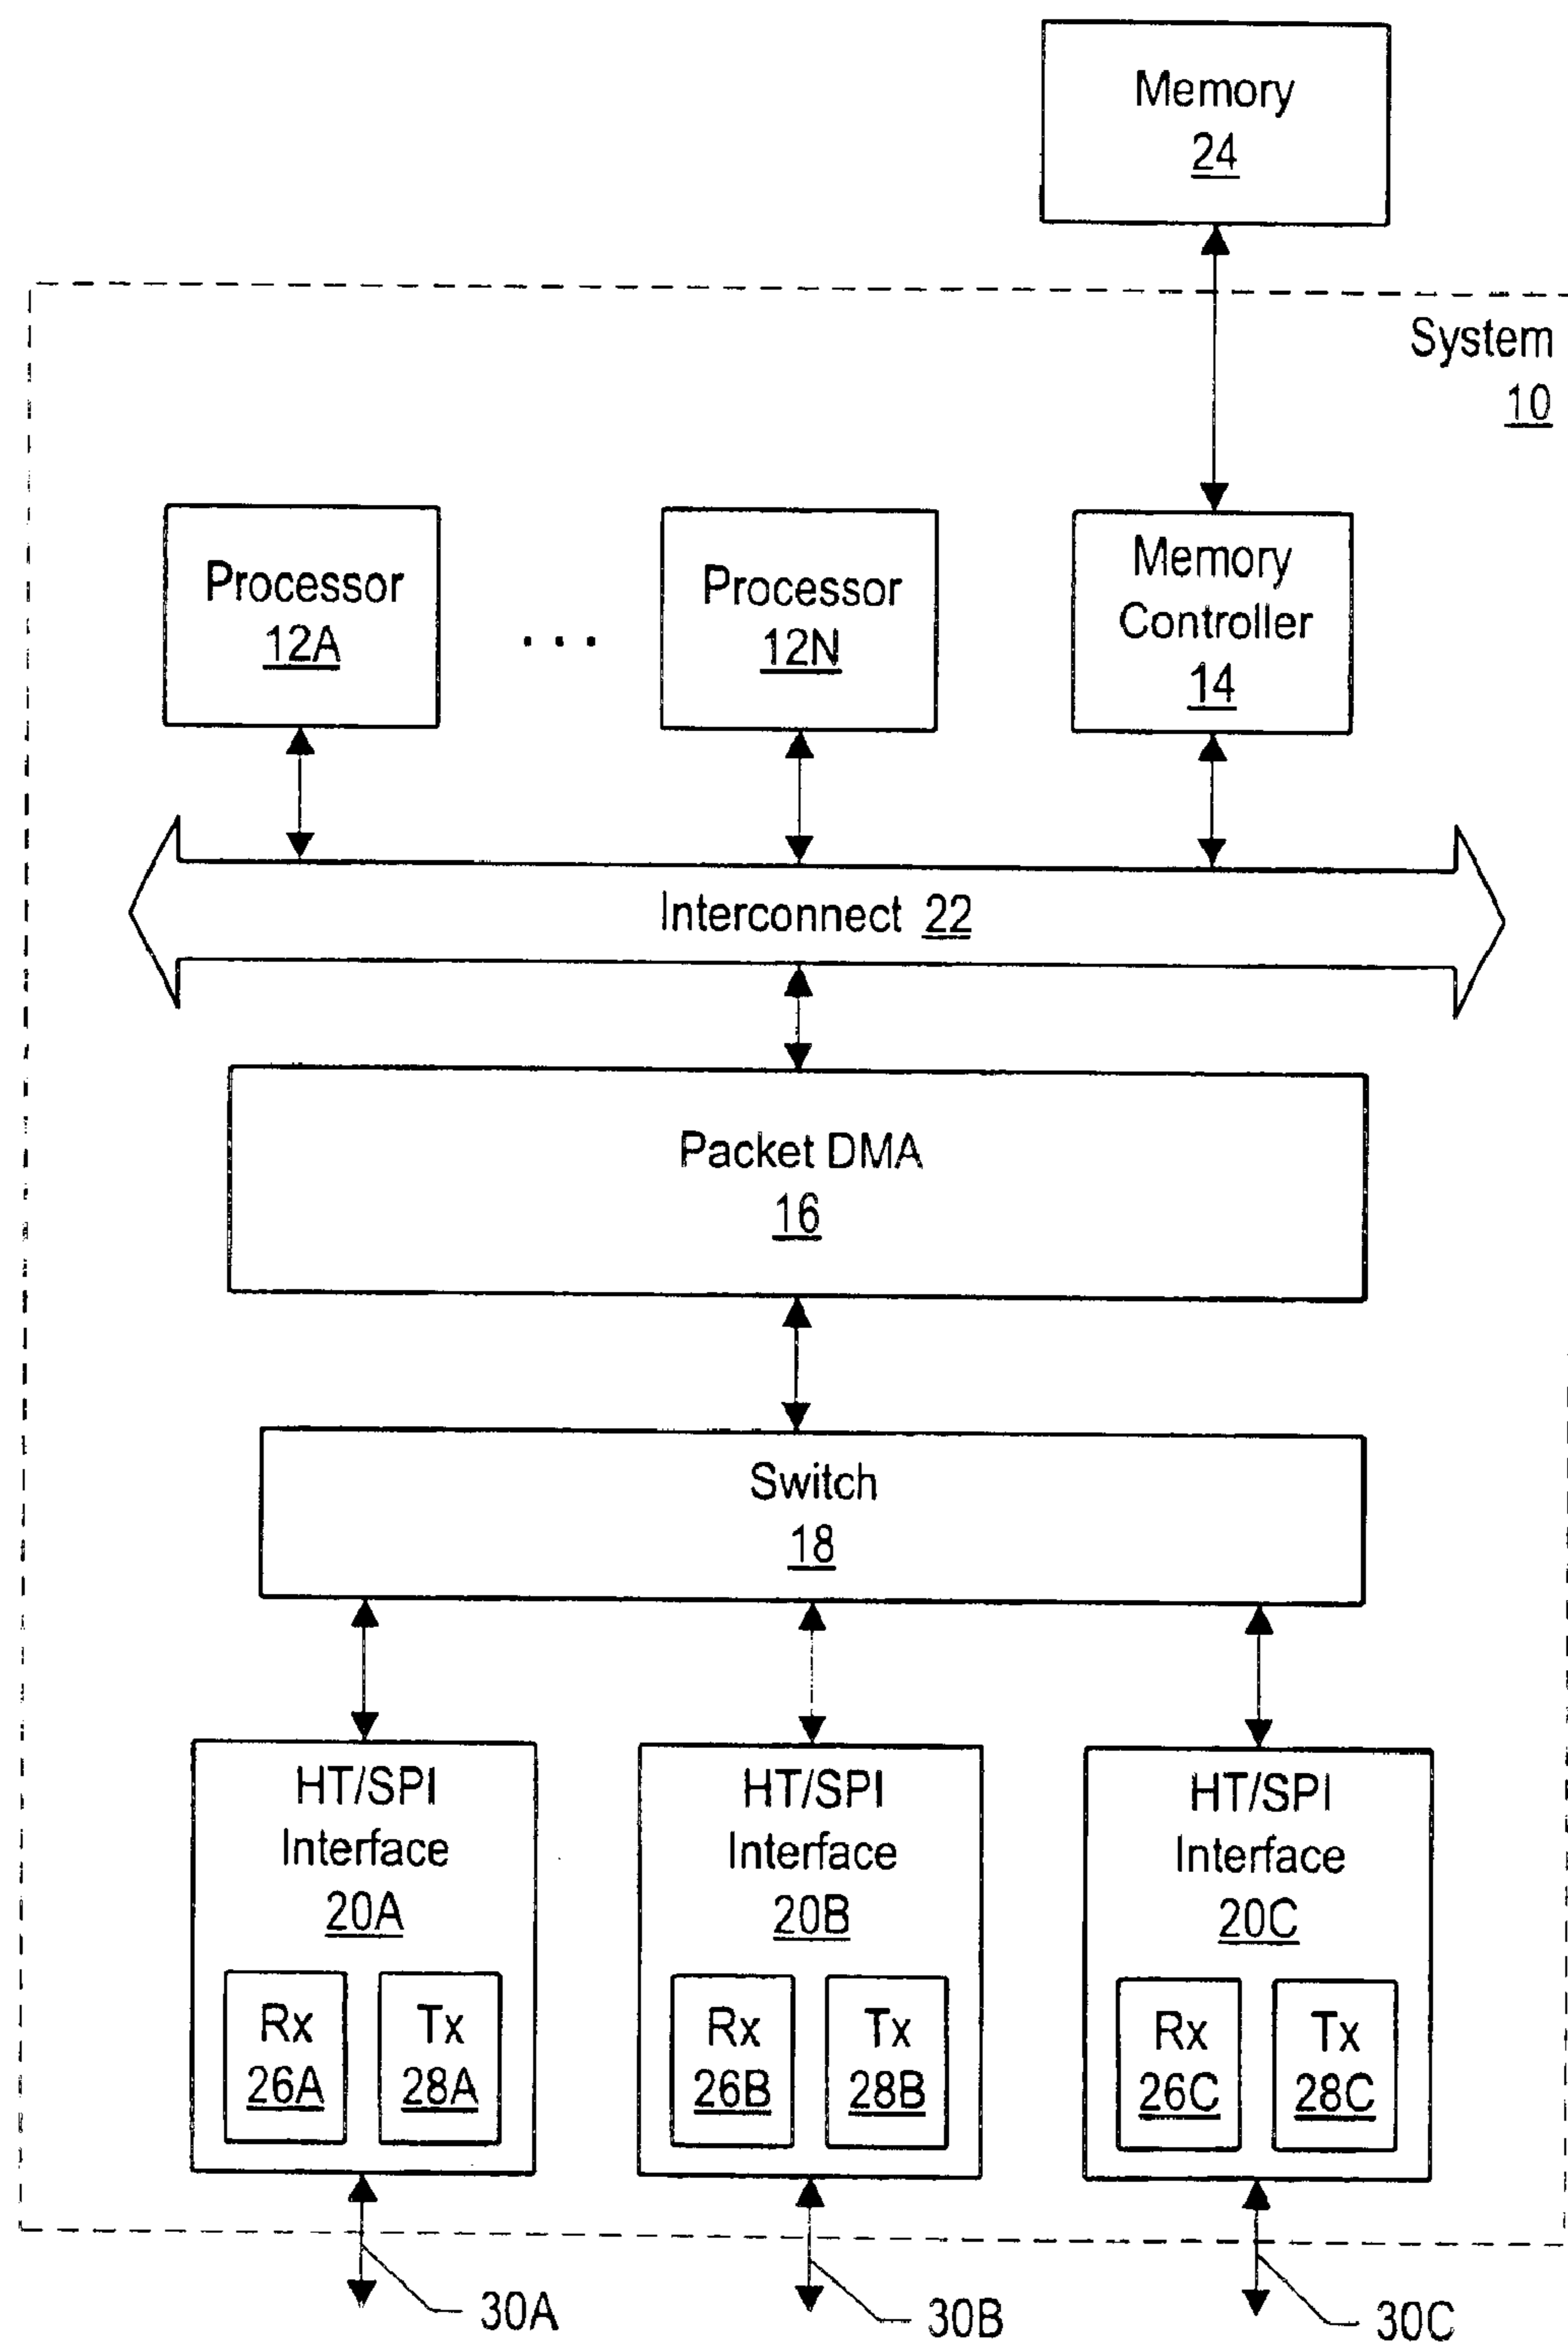 Memory
24
System
10
Processor
12A
. . .
Processor
12N
Memory
Controller
14
Interconnect 22
Packet DMA
16
Switch
18
HT/SPI
Interface
20A
Rx
26A
Tx
28A
HT/SPI
Interface
20B
Rx
26B
Tx
28B
HT/SPI
Interface
20C
Rx
26C
Tx
28C
30A
30B
30C